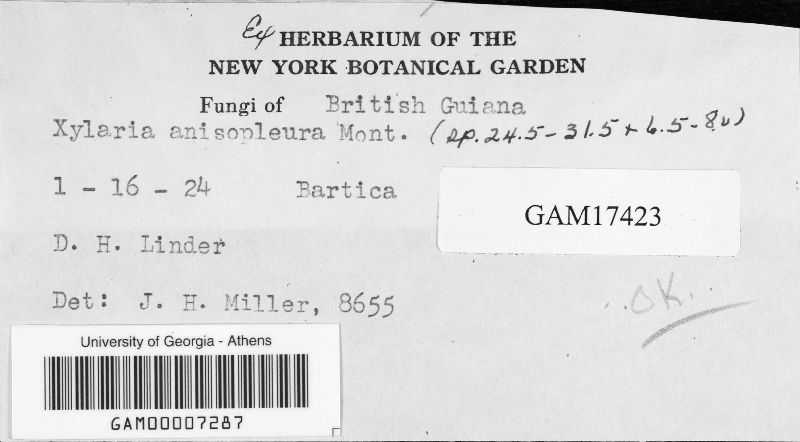 Ex HERBARIUM OF THE
NEW YORK BOTANICAL GARDEN
Fungi of British Guiana
Xylaria anisopleura Mont. (sp. 24.5-31.5 x 6.5-8u)
1 - 16 - 24 Bartica
GAM17423
D. H. Linder
Det: J. H. Miller, 8655
..OK..
University of Georgia - Athens
GAM00007287